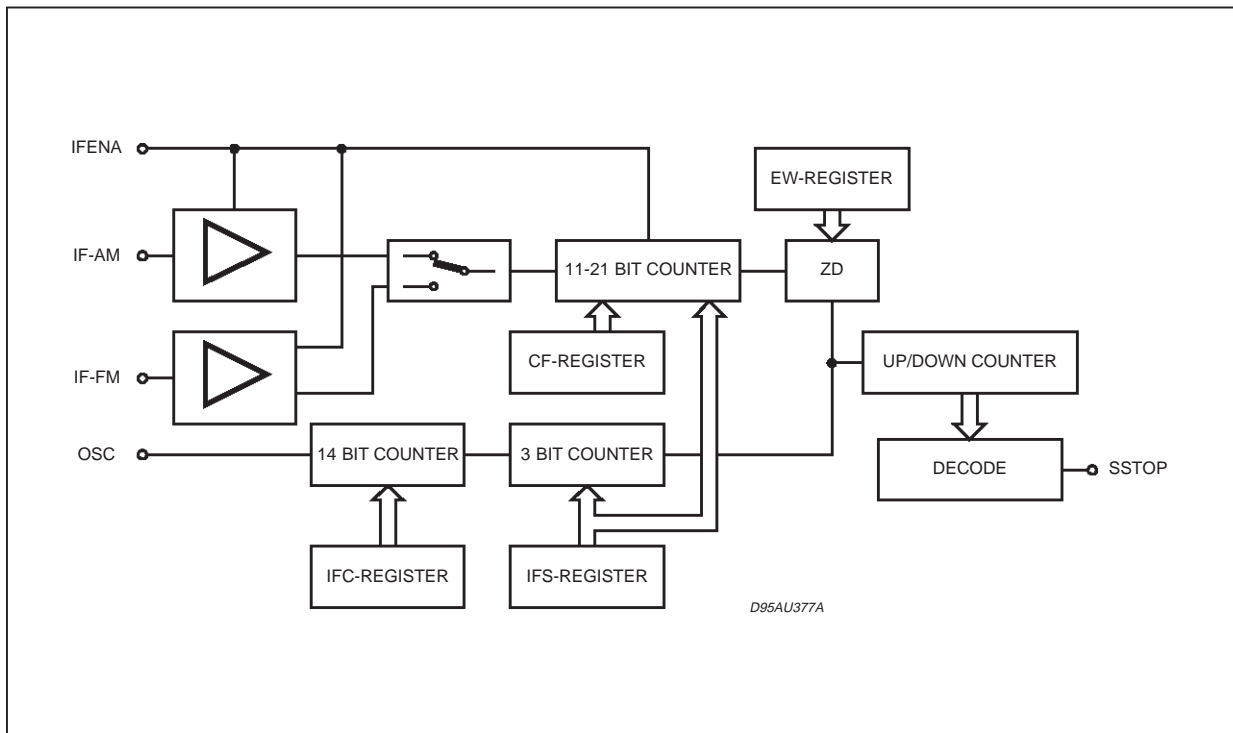 IFENA
EW-REGISTER
IF-AM
11-21 BIT COUNTER
ZD
CF-REGISTER
UP/DOWN COUNTER
IF-FM
OSC
14 BIT COUNTER
3 BIT COUNTER
DECODE
SSTOP
IFC-REGISTER
IFS-REGISTER
D95AU377A